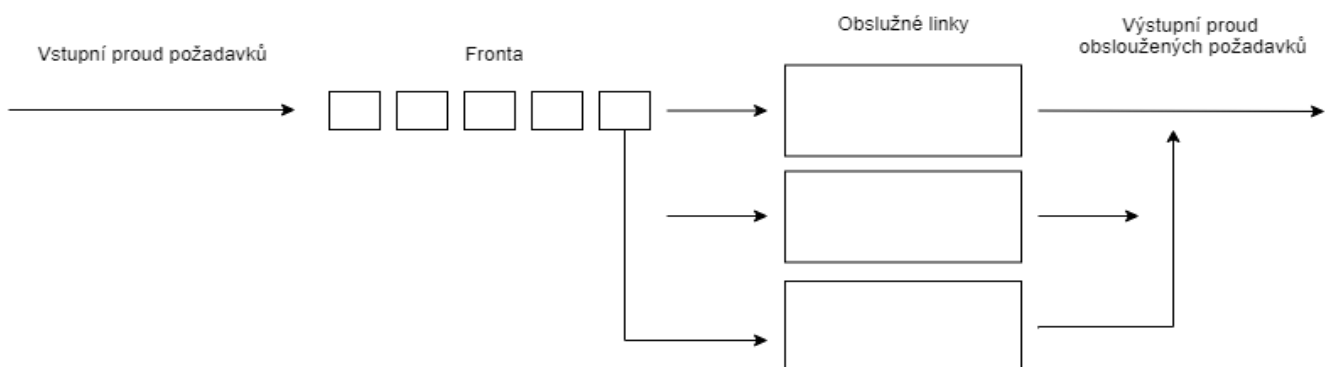 Vstupní proud požadavků
Fronta
Obslužné linky
Výstupní proud
obsloužených požadavků